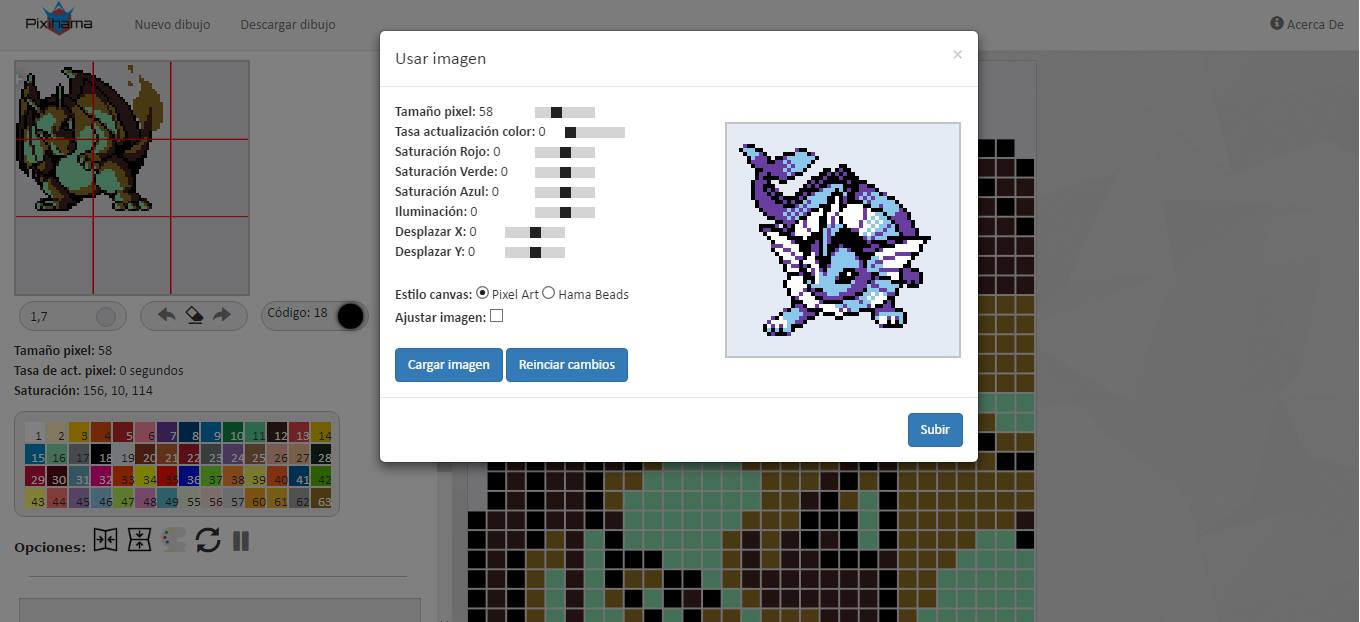 Pixihama
Nuevo dibujo
Descargar dibujo
Acerca De
Usar imagen
×
Tamaño pixel: 58
Tasa actualización color: 0
Saturación Rojo: 0
Saturación Verde: 0
Saturación Azul: 0
Iluminación: 0
Desplazar X: 0
Desplazar Y: 0
Estilo canvas: Pixel Art Hama Beads
Ajustar imagen:
Cargar imagen
Reinciar cambios
Subir
1,7
Código: 18
Tamaño pixel: 58
Tasa de act. pixel: 0 segundos
Saturación: 156, 10, 114
1 2 3 4 5 6 7 8 9 10 11 12 13 14
15 16 17 18 19 20 21 22 23 24 25 26 27 28
29 30 31 32 33 34 35 36 37 38 39 40 41 42
43 44 45 46 47 48 49 55 56 57 60 61 62 63
Opciones: